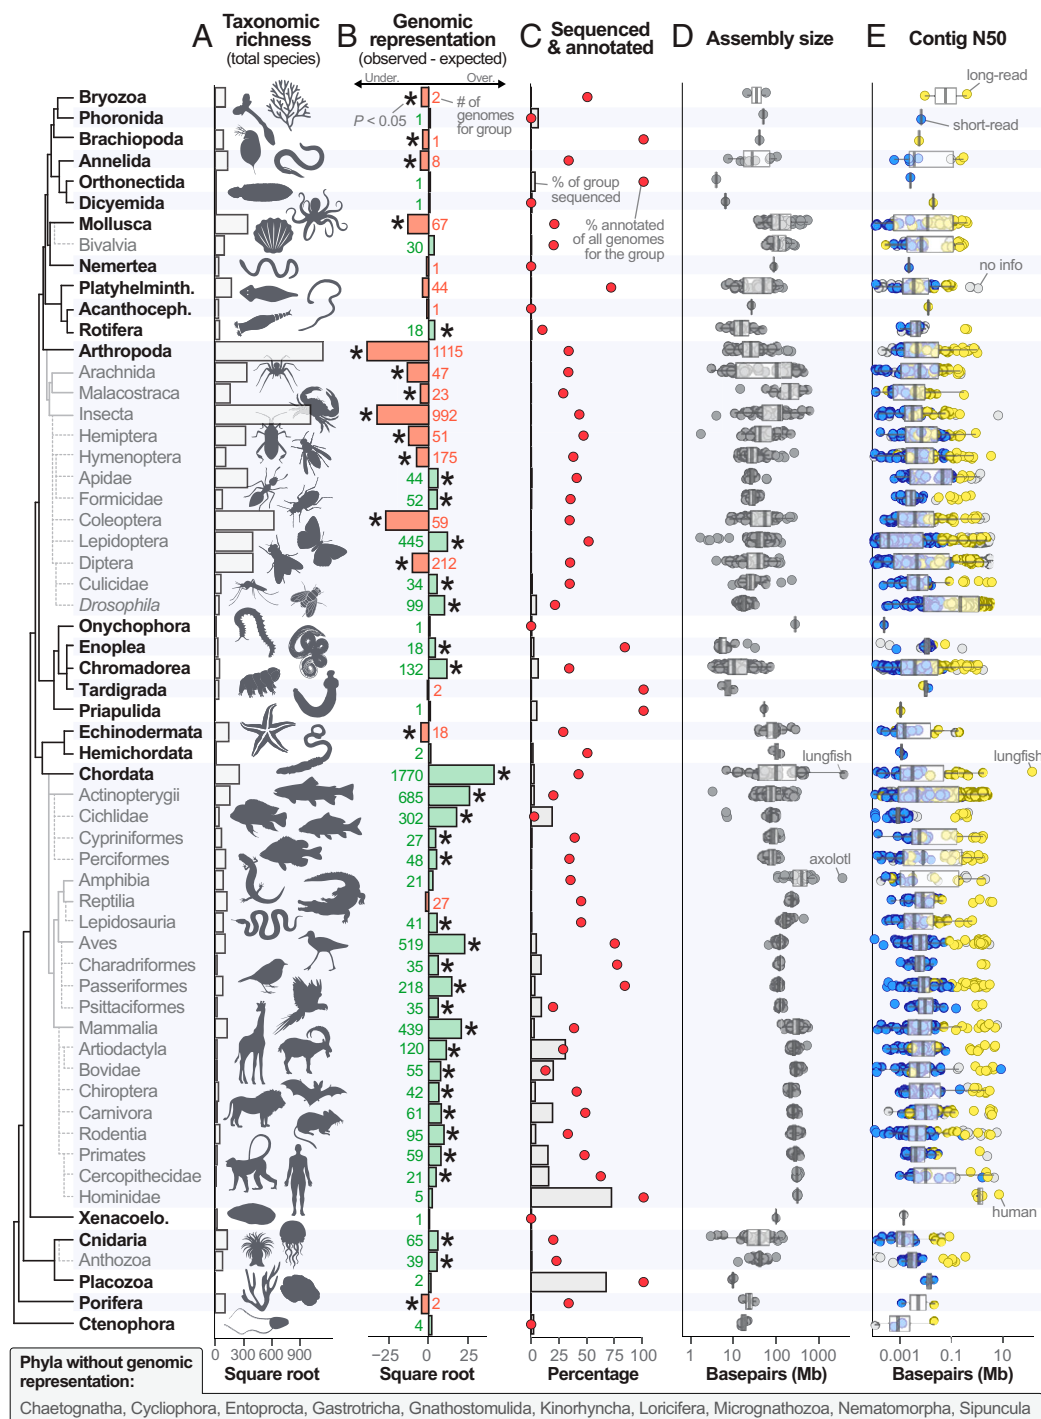 A Taxonomic richness (total species)
B Genomic representation (observed - expected)
C Sequenced & annotated
D Assembly size
E Contig N50
Under. Over.
Bryozoa * 2 # of genomes for group long-read
P < 0.05
Phoronida 1 short-read
Brachiopoda * 1
Annelida * 8
Orthonectida 1 % of group sequenced
Dicyemida 1
Mollusca * 67 % annotated of all genomes for the group
Bivalvia 30
Nemertea 1 no info
Platyhelminth. 44
Acanthoceph. 1
Rotifera 18 *
Arthropoda * 1115
Arachnida * 47
Malacostraca * 23
Insecta * 992
Hemiptera * 51
Hymenoptera * 175
Apidae 44 *
Formicidae 52 *
Coleoptera * 59
Lepidoptera 445 *
Diptera * 212
Culicidae 34 *
Drosophila 99 *
Onychophora 1
Enoplea 18 *
Chromadorea 132 *
Tardigrada 2
Priapulida 1
Echinodermata * 18
Hemichordata 2 lungfish lungfish
Chordata 1770 *
Actinopterygii 685 *
Cichlidae 302 *
Cypriniformes 27 *
Perciformes 48 * axolotl
Amphibia 21
Reptilia 27
Lepidosauria 41 *
Aves 519 *
Charadriformes 35 *
Passeriformes 218 *
Psittaciformes 35 *
Mammalia 439 *
Artiodactyla 120 *
Bovidae 55 *
Chiroptera 42 *
Carnivora 61 *
Rodentia 95 *
Primates 59 *
Cercopithecidae 21 *
Hominidae 5 human
Xenacoelo. 1
Cnidaria 65 *
Anthozoa 39 *
Placozoa 2
Porifera * 2
Ctenophora 4
0 300 600 900 −25 0 25 0 50 100 1 10 100 1000 0.001 0.1 10
Square root Square root Percentage Basepairs (Mb) Basepairs (Mb)
Phyla without genomic representation:
Chaetognatha, Cycliophora, Entoprocta, Gastrotricha, Gnathostomulida, Kinorhyncha, Loricifera, Micrognathozoa, Nematomorpha, Sipuncula